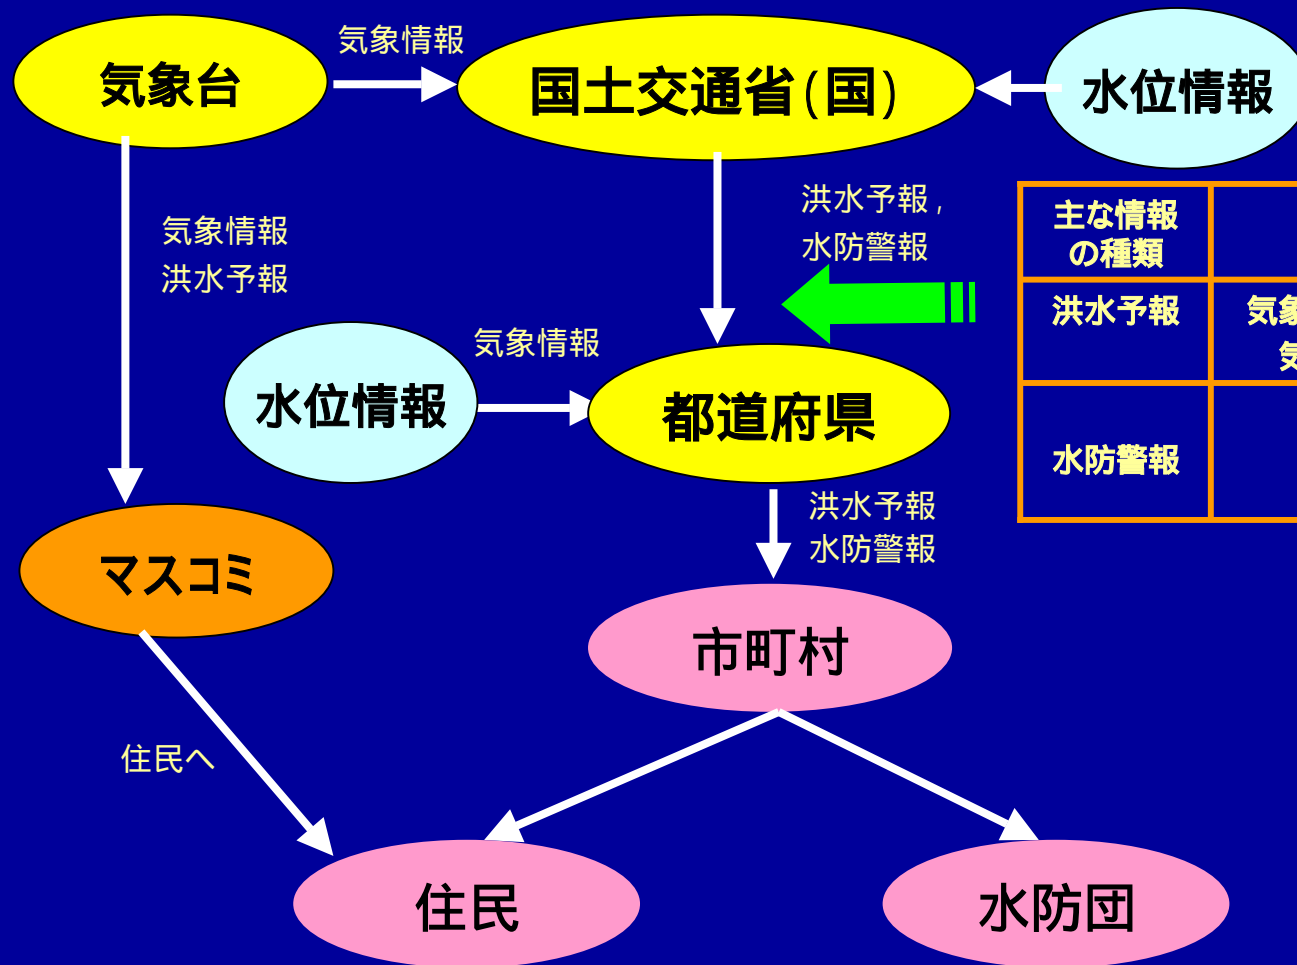 気象台
気象情報
国土交通省(国)
水位情報
気象情報
洪水予報
洪水予報,
水防警報
主な情報
の種類
洪水予報
気象
気
水防警報
水位情報
気象情報
都道府県
洪水予報
水防警報
マスコミ
市町村
住民へ
住民
水防団